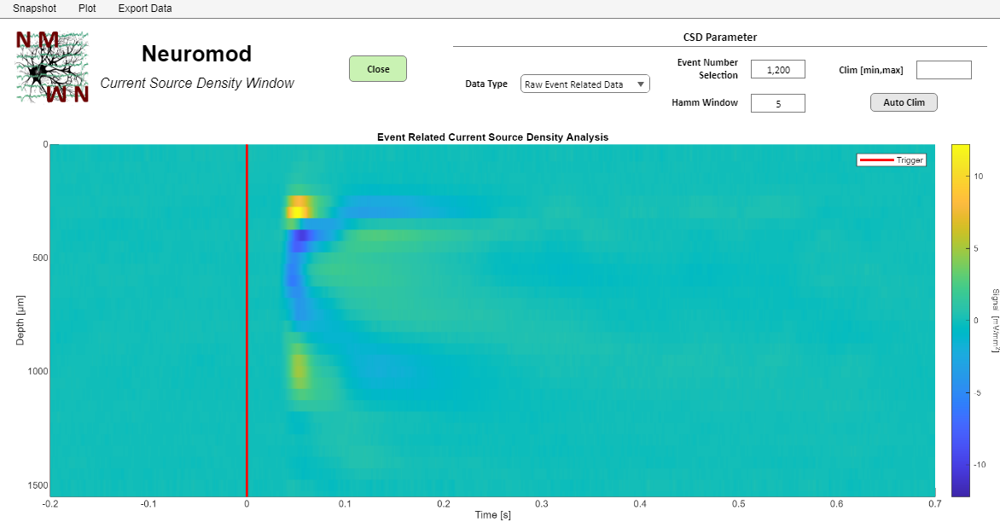 Snapshot Plot Export Data
N M
W N
Neuromod
Current Source Density Window
Close
CSD Parameter
Data Type
Raw Event Related Data
Event Number
Selection
1,200
Clim [min,max]
Hamm Window
5
Auto Clim
Event Related Current Source Density Analysis
Trigger
0
500
1000
1500
Depth [µm]
-0.2 -0.1 0 0.1 0.2 0.3 0.4 0.5 0.6 0.7
Time [s]
10
5
0
-5
-10
Signal [mV/mm²]